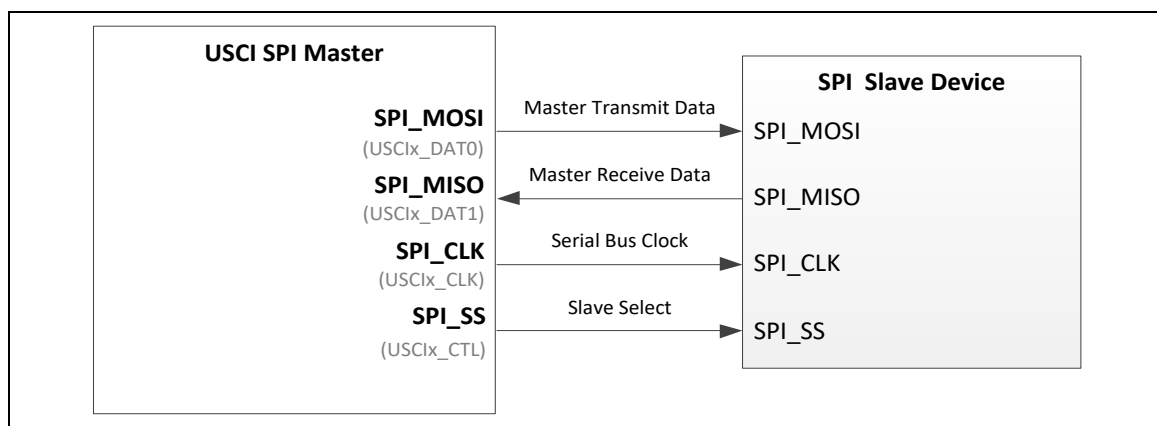 USCI SPI Master
SPI Slave Device
SPI_MOSI
(USCIx_DAT0)
Master Transmit Data
SPI_MOSI
SPI_MISO
(USCIx_DAT1)
Master Receive Data
SPI_MISO
SPI_CLK
(USCIx_CLK)
Serial Bus Clock
SPI_CLK
SPI_SS
(USCIx_CTL)
Slave Select
SPI_SS